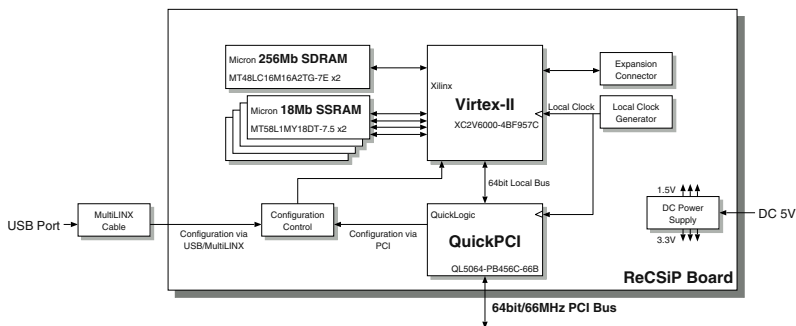 Micron 256Mb SDRAM
MT48LC16M16A2TG-7E x2
Micron 18Mb SSRAM
MT58L1MY18DT-7.5 x2
Xilinx
Virtex-II
XC2V6000-4BF957C
Expansion
Connector
Local Clock
Local Clock
Generator
64bit Local Bus
USB Port
MultiLINX
Cable
Configuration via
USB/MultiLINX
Configuration
Control
Configuration via
PCI
QuickLogic
QuickPCI
QL5064-PB456C-66B
1.5V
DC Power
Supply
3.3V
DC 5V
ReCSiP Board
64bit/66MHz PCI Bus